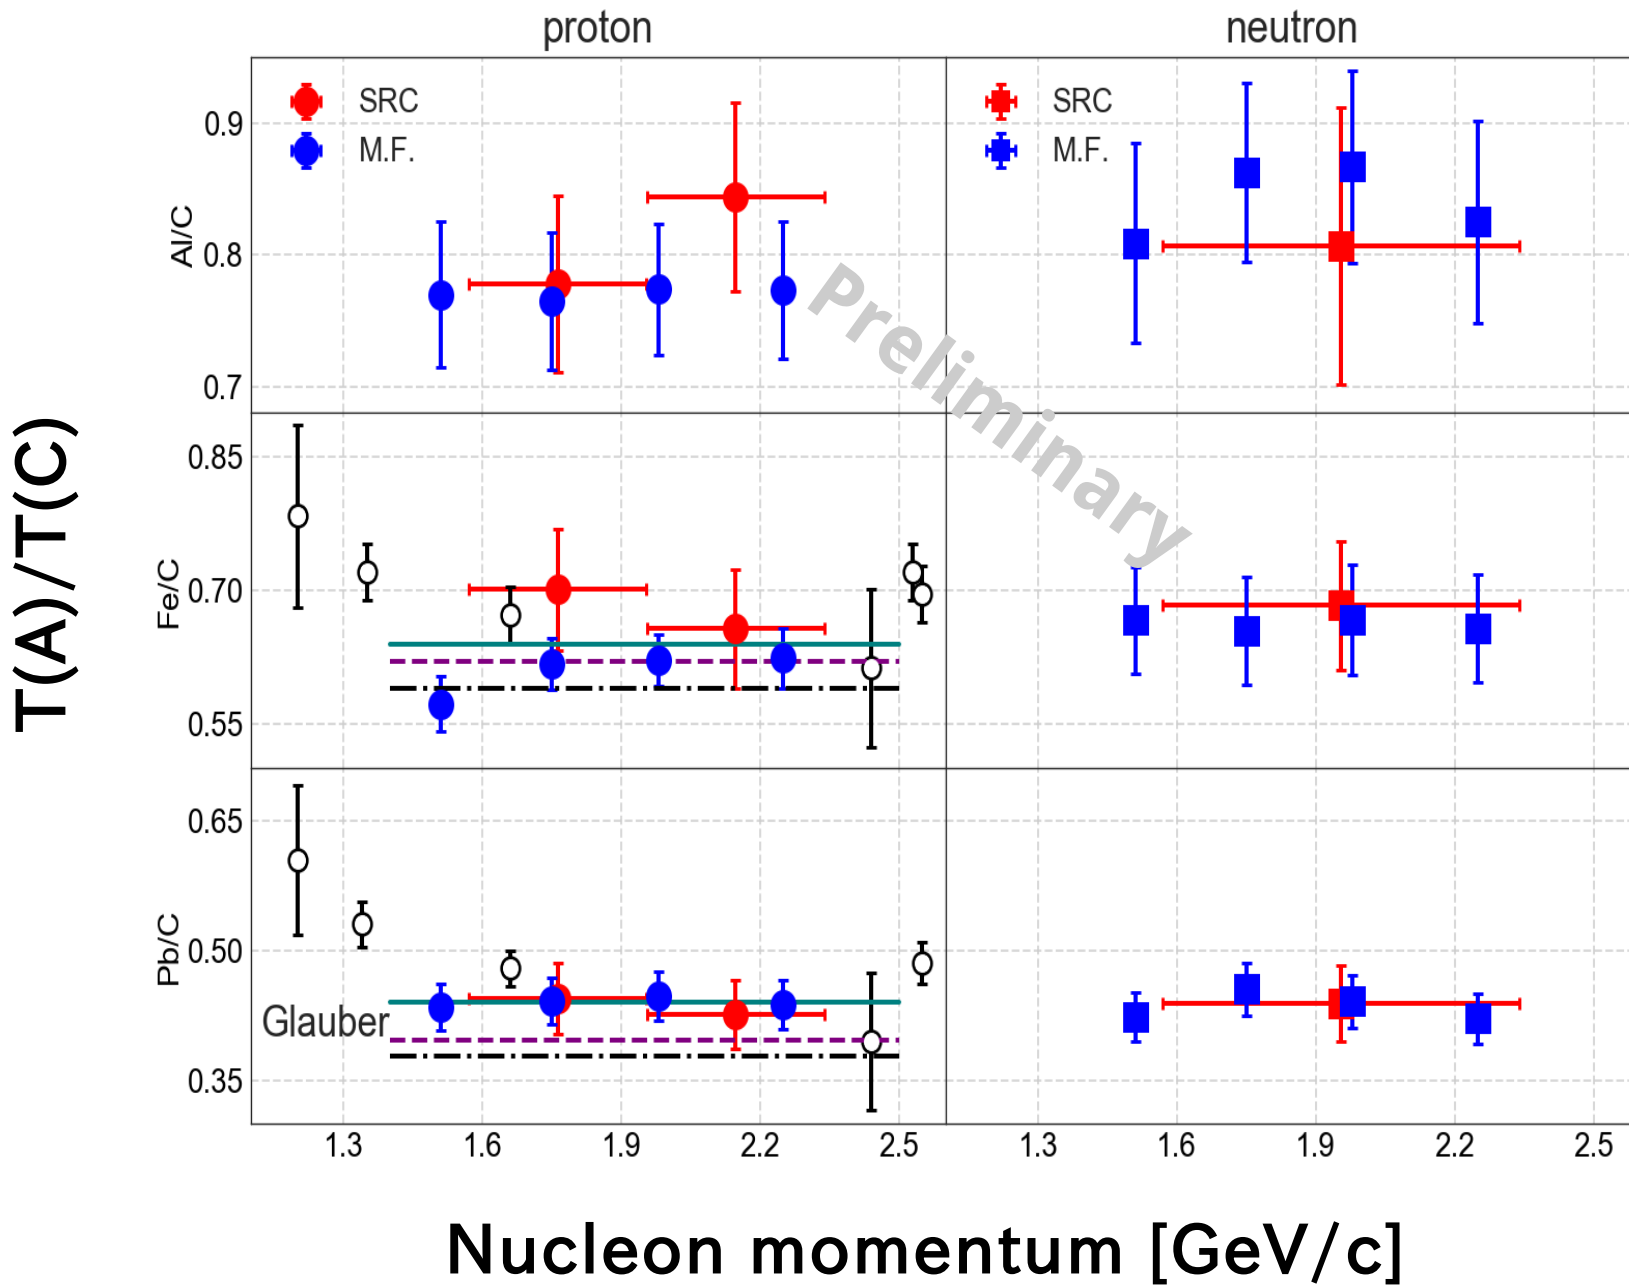 proton
neutron
SRC
M.F.
SRC
M.F.
T(A)/T(C)
Al/C
0.9
0.8
0.7
Preliminary
Fe/C
0.85
0.70
0.55
Pb/C
0.65
0.50
0.35
Glauber
1.3 1.6 1.9 2.2 2.5
1.3 1.6 1.9 2.2 2.5
Nucleon momentum [GeV/c]